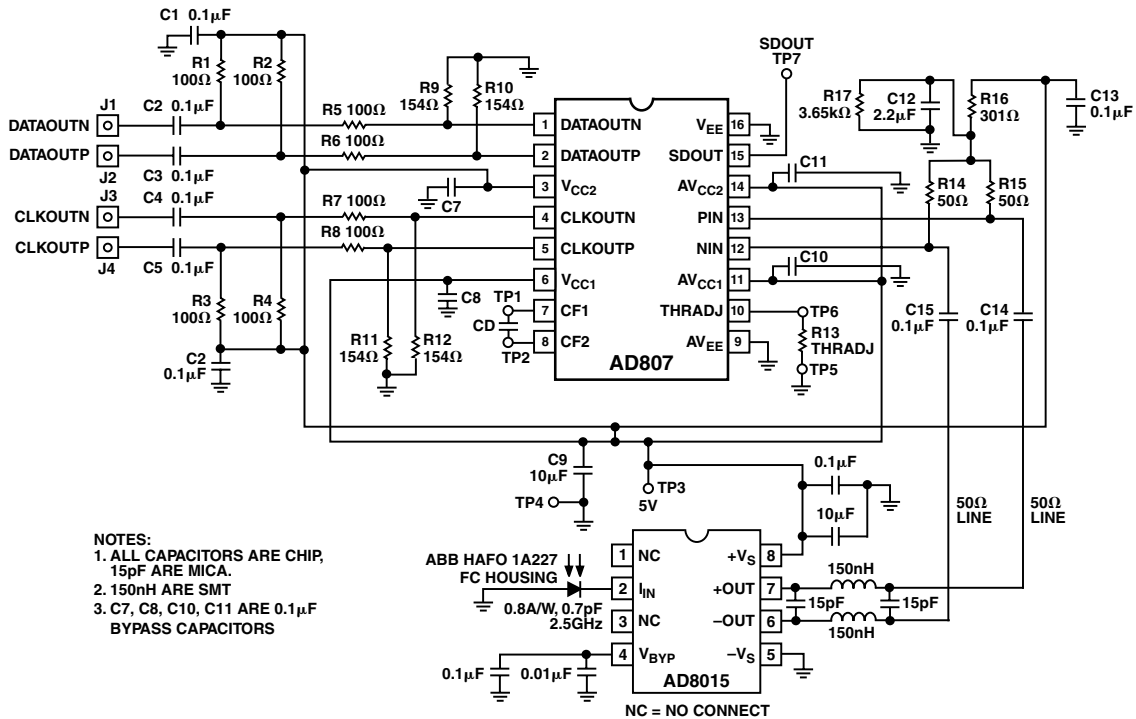 C1 0.1µF
R1
100Ω
R2
100Ω
J1
C2 0.1µF
DATAOUTN
DATAOUTP
J2
C3 0.1µF
J3
C4 0.1µF
CLKOUTN
CLKOUTP
J4
C5 0.1µF
R3
100Ω
R4
100Ω
C2
0.1µF
R5 100Ω
R6 100Ω
R7 100Ω
R8 100Ω
R9
154Ω
R10
154Ω
C7
C8
R11
154Ω
R12
154Ω
TP1
CD
TP2
1 DATAOUTN
2 DATAOUTP
3 VCC2
4 CLKOUTN
5 CLKOUTP
6 VCC1
7 CF1
8 CF2
VEE 16
SDOUT 15
AVCC2 14
PIN 13
NIN 12
AVCC1 11
THRADJ 10
AVEE 9
AD807
SDOUT
TP7
C11
C10
TP6
R13
THRADJ
TP5
R17
3.65kΩ
C12
2.2µF
R16
301Ω
C13
0.1µF
R14
50Ω
R15
50Ω
C15
0.1µF
C14
0.1µF
C9
10µF
TP4
TP3
5V
0.1µF
10µF
50Ω
LINE
50Ω
LINE
NOTES:
1. ALL CAPACITORS ARE CHIP,
15pF ARE MICA.
2. 150nH ARE SMT
3. C7, C8, C10, C11 ARE 0.1µF
BYPASS CAPACITORS
ABB HAFO 1A227
FC HOUSING
0.8A/W, 0.7pF
2.5GHz
0.1µF
0.01µF
1 NC
2 IIN
3 NC
4 VBYP
+VS 8
+OUT 7
–OUT 6
–VS 5
AD8015
150nH
15pF
15pF
150nH
NC = NO CONNECT